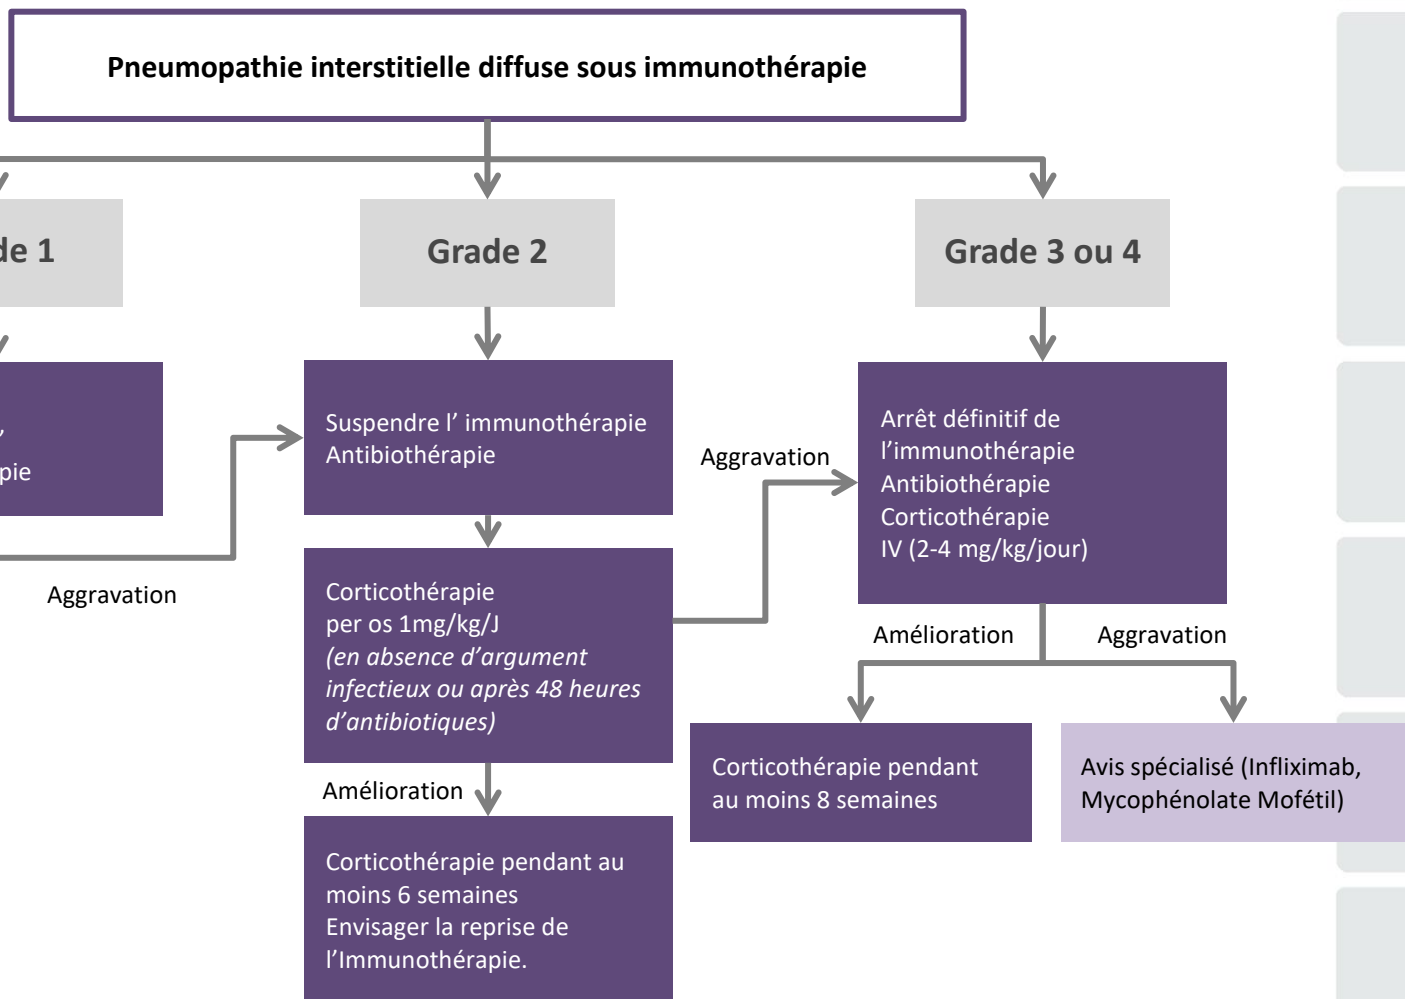 Pneumopathie interstitielle diffuse sous immunothérapie
de 1
Grade 2
Grade 3 ou 4
,
pie
Aggravation
Suspendre l’ immunothérapie
Antibiothérapie
Corticothérapie
per os 1mg/kg/J
(en absence d’argument
infectieux ou après 48 heures
d’antibiotiques)
Amélioration
Corticothérapie pendant au
moins 6 semaines
Envisager la reprise de
l’Immunothérapie.
Aggravation
Arrêt définitif de
l’immunothérapie
Antibiothérapie
Corticothérapie
IV (2-4 mg/kg/jour)
Amélioration
Aggravation
Corticothérapie pendant
au moins 8 semaines
Avis spécialisé (Infliximab,
Mycophénolate Mofétil)